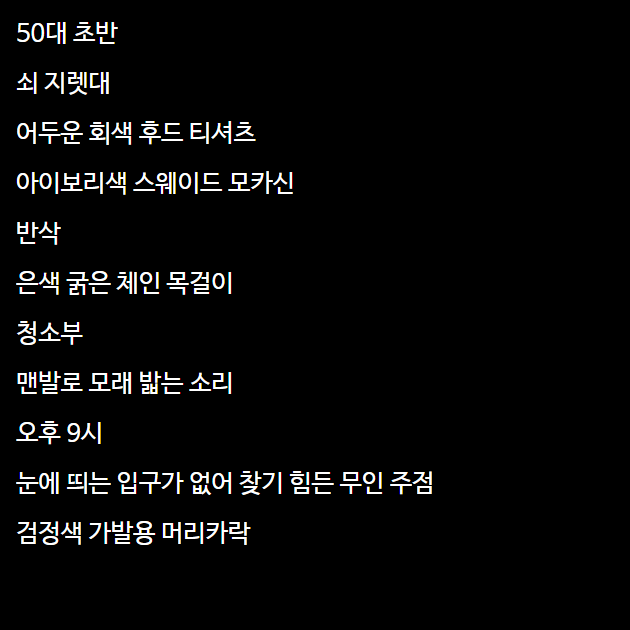 50대 초반
쇠 지렛대
어두운 회색 후드 티셔츠
아이보리색 스웨이드 모카신
반삭
은색 굵은 체인 목걸이
청소부
맨발로 모래 밟는 소리
오후 9시
눈에 띄는 입구가 없어 찾기 힘든 무인 주점
검정색 가발용 머리카락